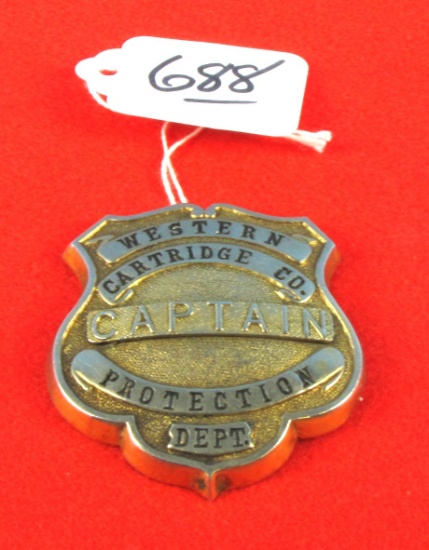 688
WESTERN
CARTRIDGE CO.
CAPTAIN
PROTECTION
DEPT.